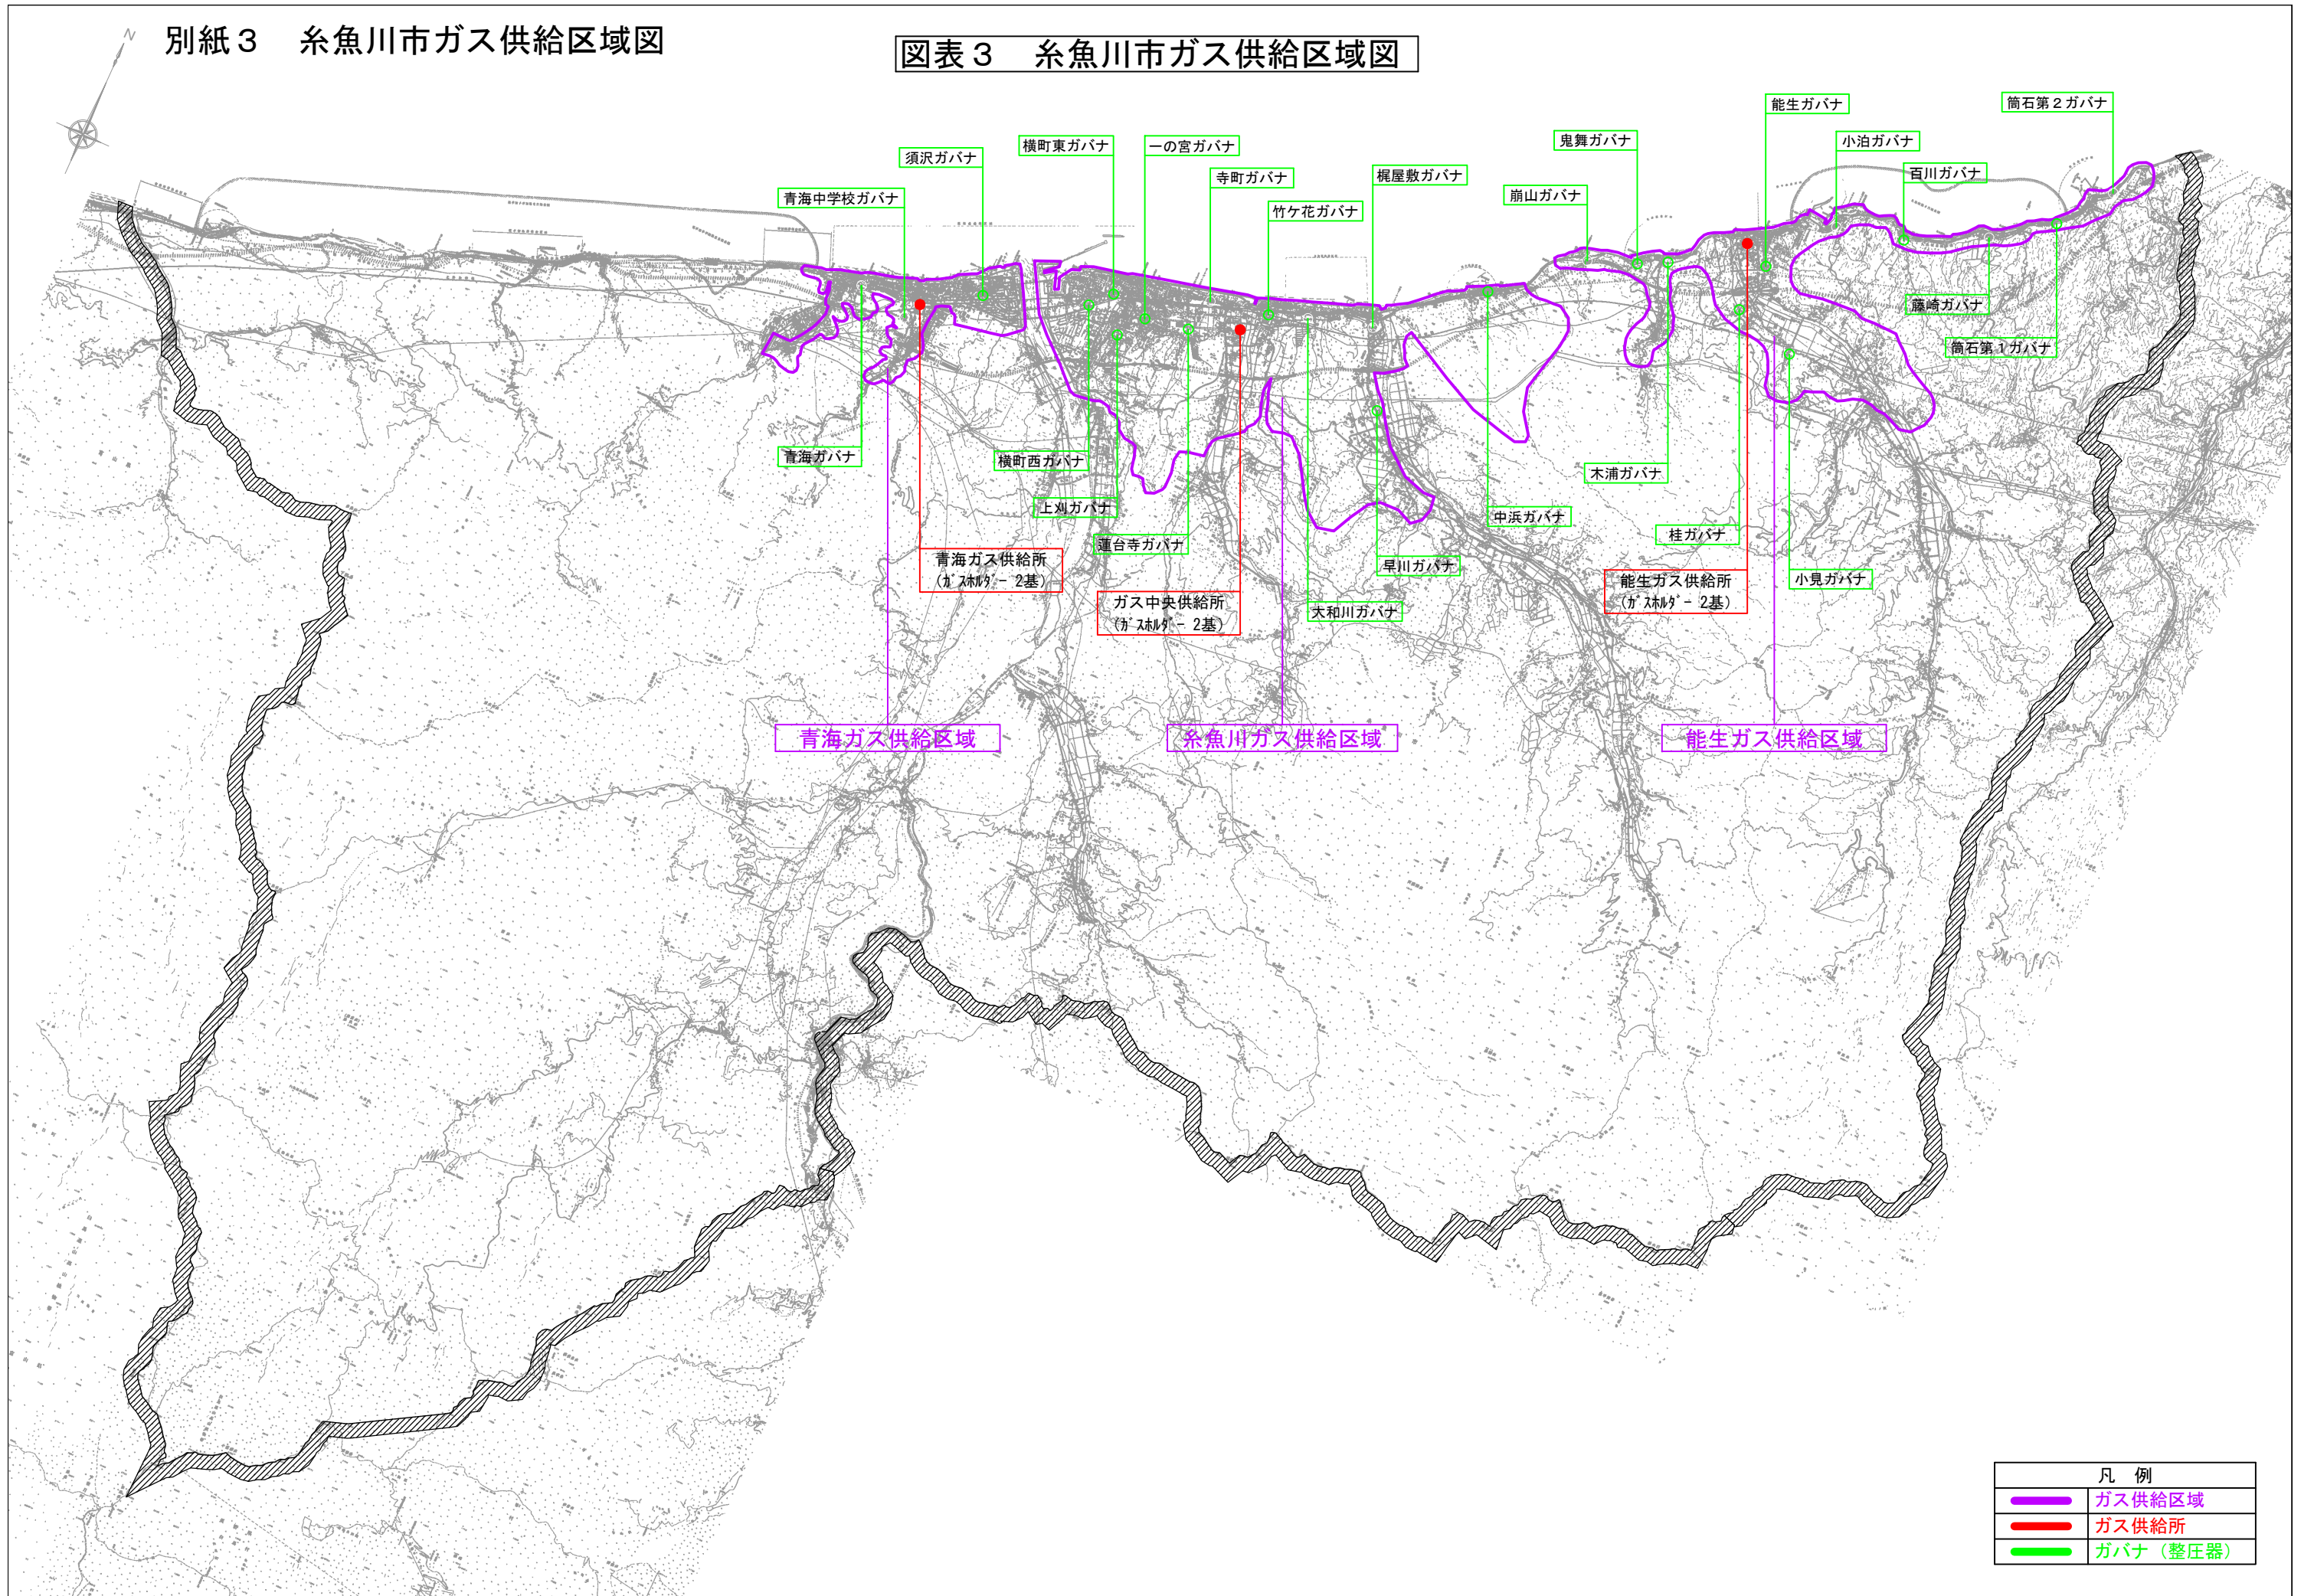 別紙３　糸魚川市ガス供給区域図
図表３　糸魚川市ガス供給区域図
N
能生ガバナ
筒石第２ガバナ
横町東ガバナ
一の宮ガバナ
鬼舞ガバナ
小泊ガバナ
須沢ガバナ
寺町ガバナ
梶屋敷ガバナ
百川ガバナ
青海中学校ガバナ
竹ケ花ガバナ
崩山ガバナ
藤崎ガバナ
筒石第１ガバナ
青海ガバナ
横町西ガバナ
木浦ガバナ
上刈ガバナ
中浜ガバナ
桂ガバナ
蓮台寺ガバナ
早川ガバナ
小見ガバナ
青海ガス供給所
(ｶﾞｽﾎﾙﾀﾞｰ 2基)
能生ガス供給所
(ｶﾞｽﾎﾙﾀﾞｰ 2基)
ガス中央供給所
(ｶﾞｽﾎﾙﾀﾞｰ 2基)
大和川ガバナ
青海ガス供給区域
糸魚川ガス供給区域
能生ガス供給区域
凡　例
ガス供給区域
ガス供給所
ガバナ（整圧器）